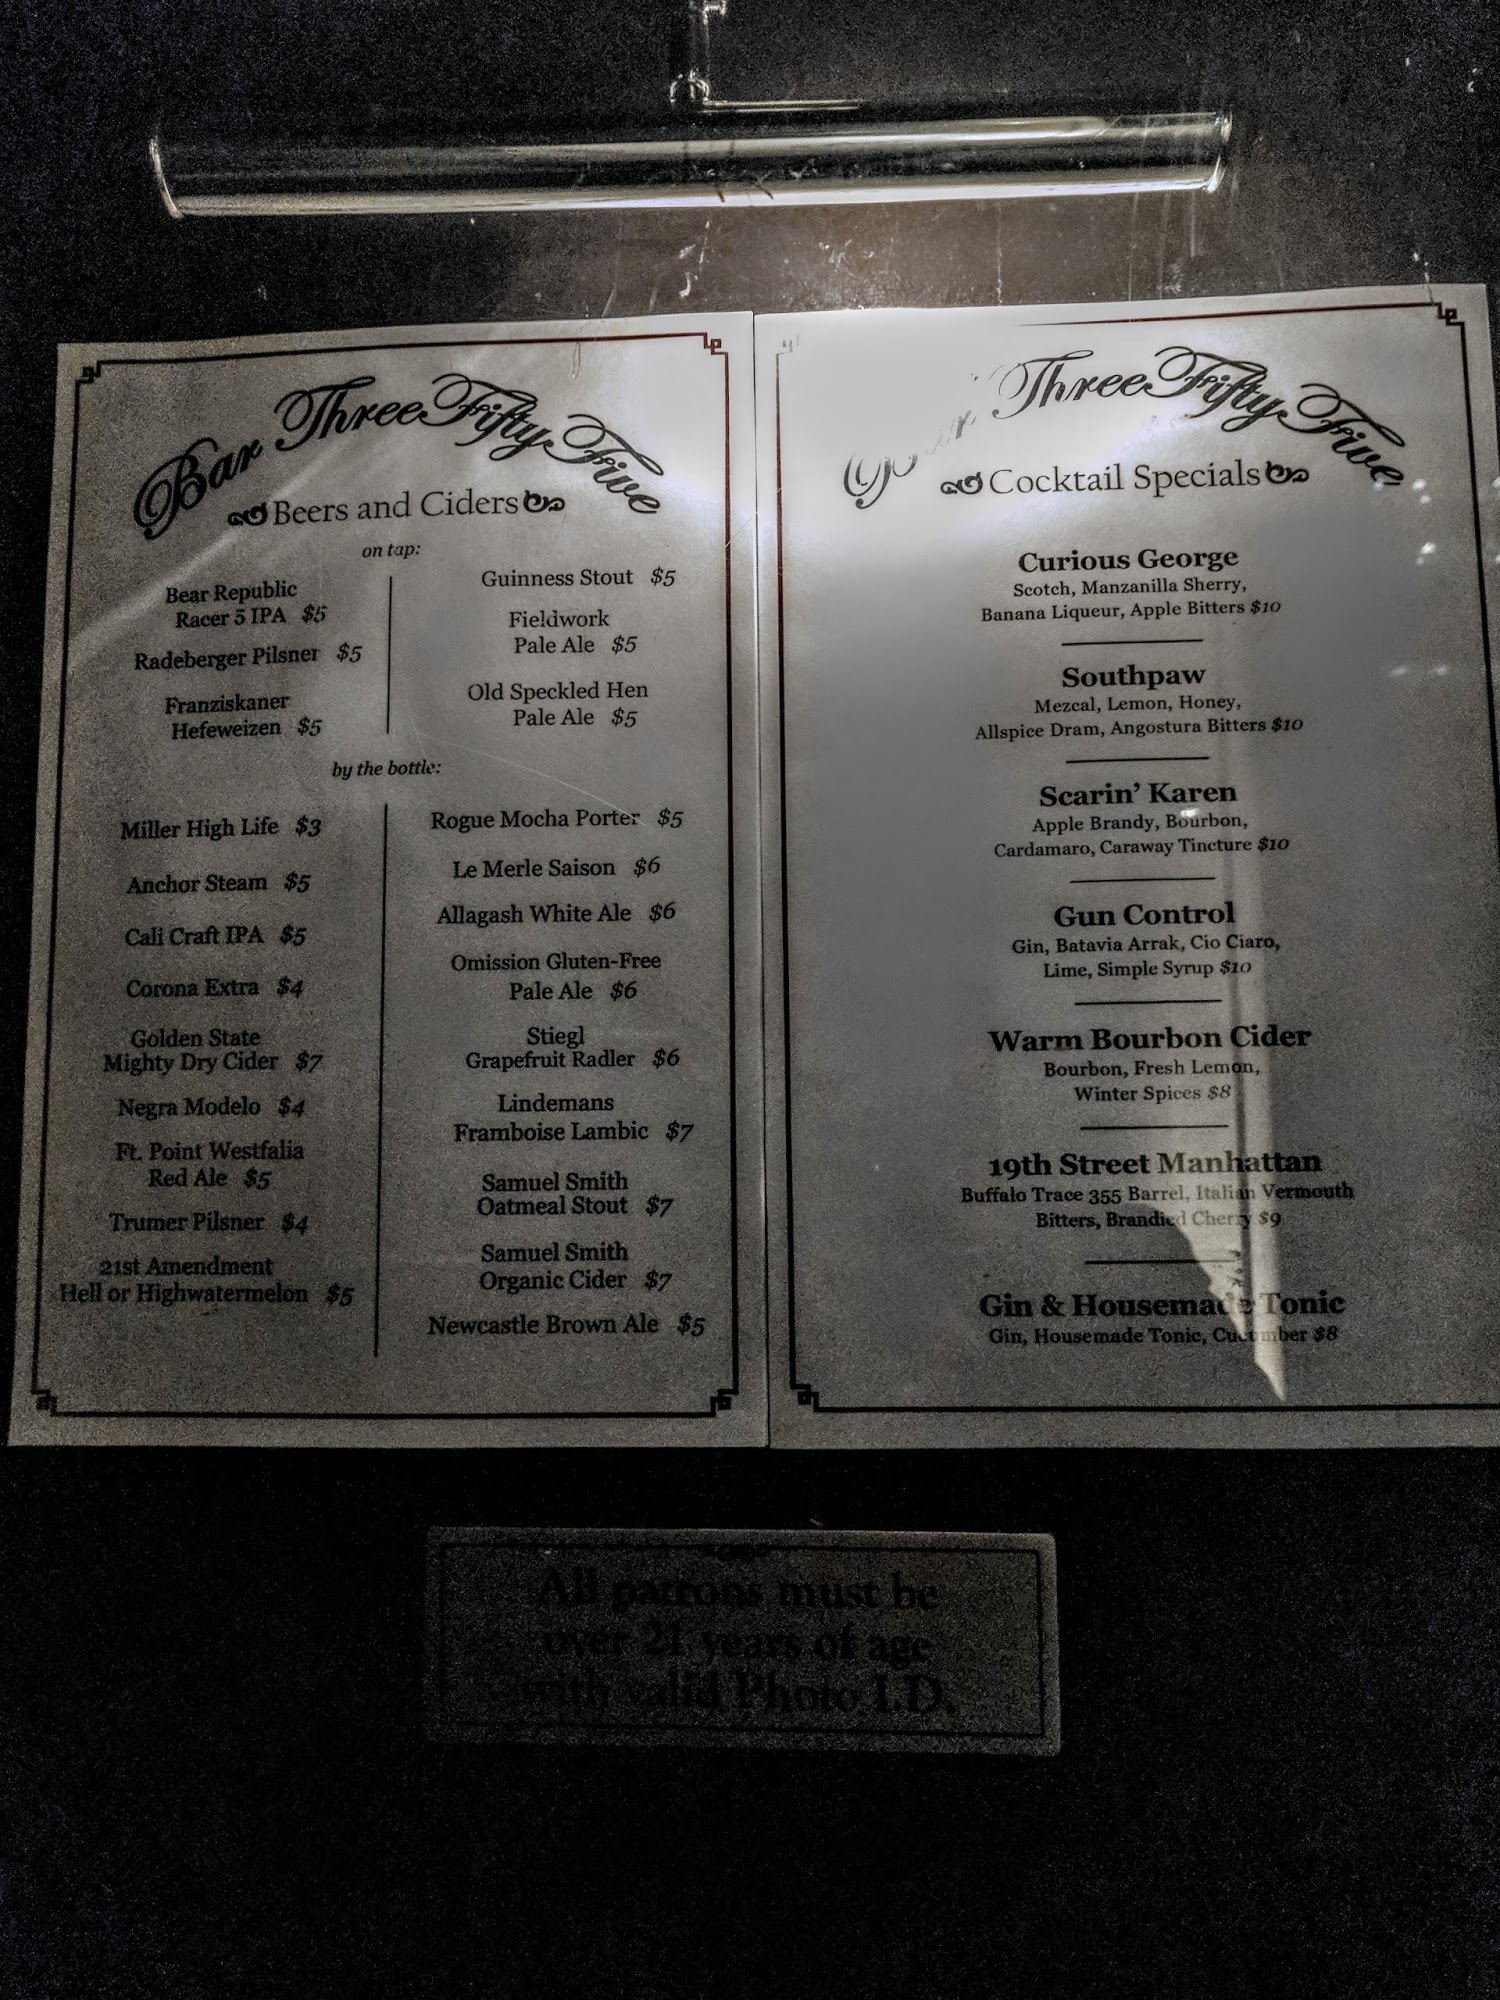 Bar Three Fifty Five
Beers and Ciders
on tap:
Bear Republic
Racer 5 IPA $5
Radeberger Pilsner $5
Franziskaner
Hefeweizen $5
Guinness Stout $5
Fieldwork
Pale Ale $5
Old Speckled Hen
Pale Ale $5
by the bottle:
Miller High Life $3
Anchor Steam $5
Cali Craft IPA $5
Corona Extra $4
Golden State
Mighty Dry Cider $7
Negra Modelo $4
Ft. Point Westfalia
Red Ale $5
Trumer Pilsner $4
21st Amendment
Hell or Highwatermelon $5
Rogue Mocha Porter $5
Le Merle Saison $6
Allagash White Ale $6
Omission Gluten-Free
Pale Ale $6
Stiegl
Grapefruit Radler $6
Lindemans
Framboise Lambic $7
Samuel Smith
Oatmeal Stout $7
Samuel Smith
Organic Cider $7
Newcastle Brown Ale $5
Bar Three Fifty Five
Cocktail Specials
Curious George
Scotch, Manzanilla Sherry,
Banana Liqueur, Apple Bitters $10
Southpaw
Mezcal, Lemon, Honey,
Allspice Dram, Angostura Bitters $10
Scarin' Karen
Apple Brandy, Bourbon,
Cardamaro, Caraway Tincture $10
Gun Control
Gin, Batavia Arrak, Cio Ciaro,
Lime, Simple Syrup $10
Warm Bourbon Cider
Bourbon, Fresh Lemon,
Winter Spices $8
19th Street Manhattan
Buffalo Trace 355 Barrel, Italian Vermouth
Bitters, Brandied Cherry $9
Gin & Housemade Tonic
Gin, Housemade Tonic, Cucumber $8
All patrons must be
over 21 years of age
with valid Photo I.D.